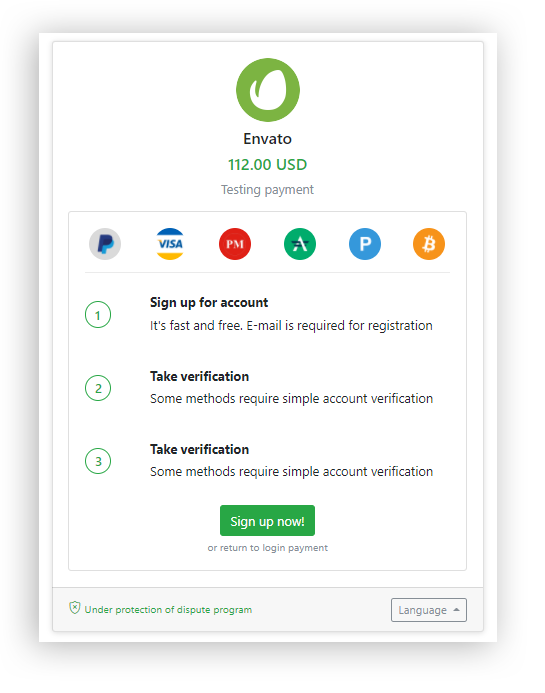 Envato
112.00 USD
Testing payment
VISA
PM
1
Sign up for account
It's fast and free. E-mail is required for registration
2
Take verification
Some methods require simple account verification
3
Take verification
Some methods require simple account verification
Sign up now!
or return to login payment
Under protection of dispute program
Language